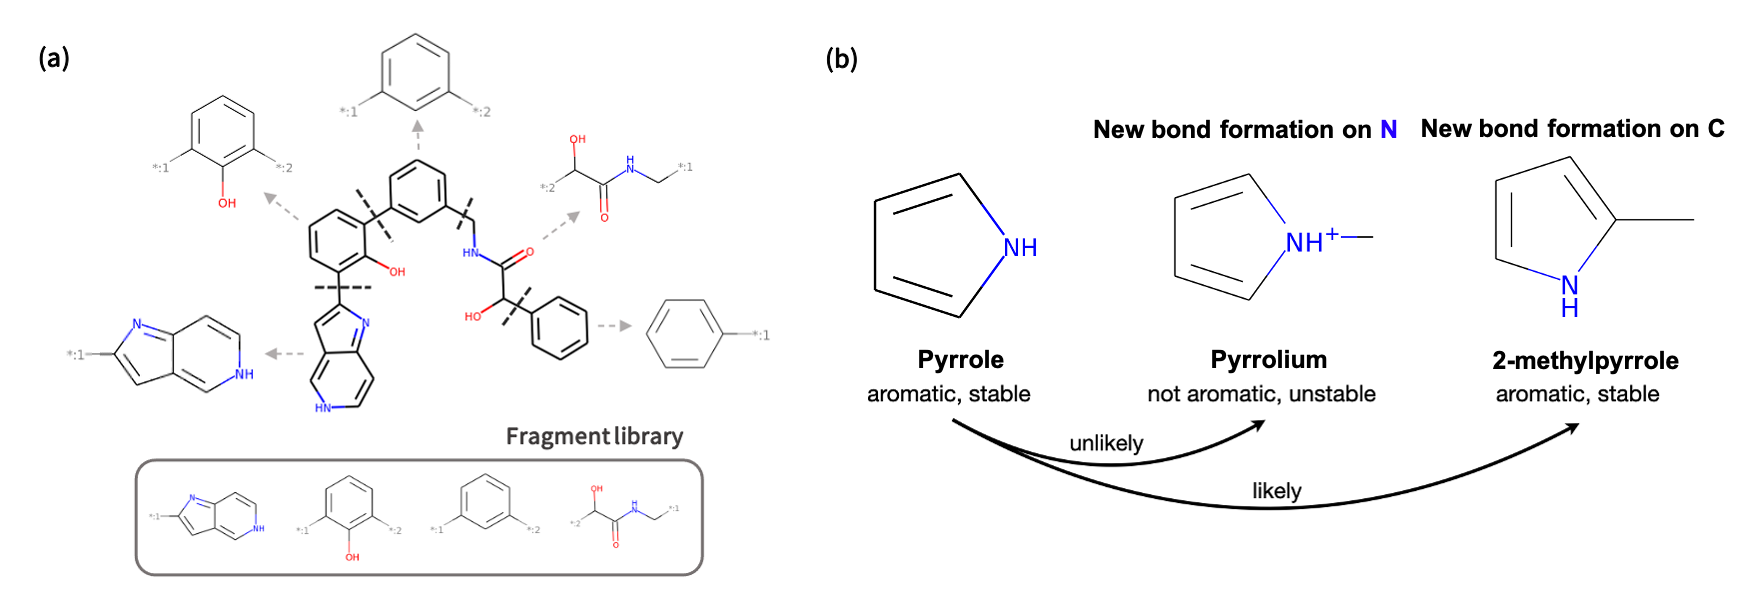 (a)
*:1
*:2
*:1
*:2
OH
OH
*:2
NH
*:1
O
OH
HN
O
HO
N
HN
*:1
N
NH
*:1
Fragment library
*:1
N
NH
*:1
*:2
OH
*:1
*:2
OH
*:2
NH
*:1
O
(b)
New bond formation on N
New bond formation on C
NH
NH+
N
H
Pyrrole
Pyrrolium
2-methylpyrrole
aromatic, stable
not aromatic, unstable
aromatic, stable
unlikely
likely